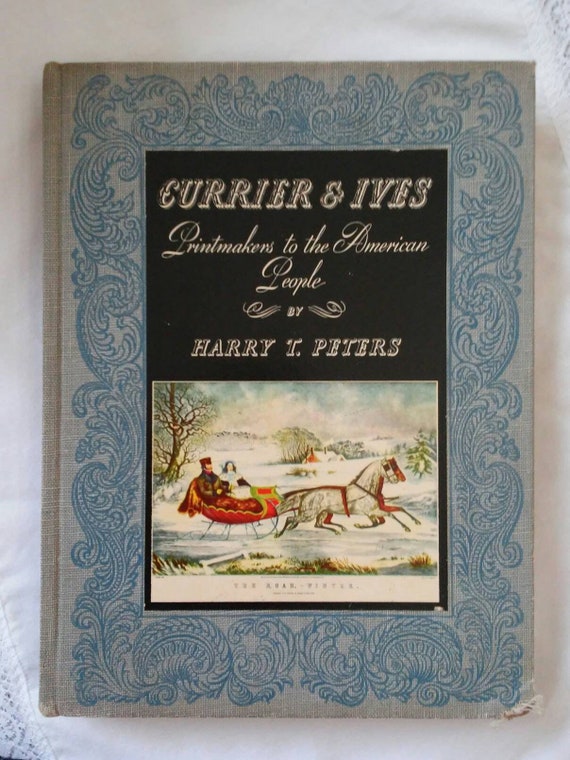 CURRIER & IVES
Printmakers to the American
People
BY
HARRY T. PETERS
THE ROAD,-WINTER.